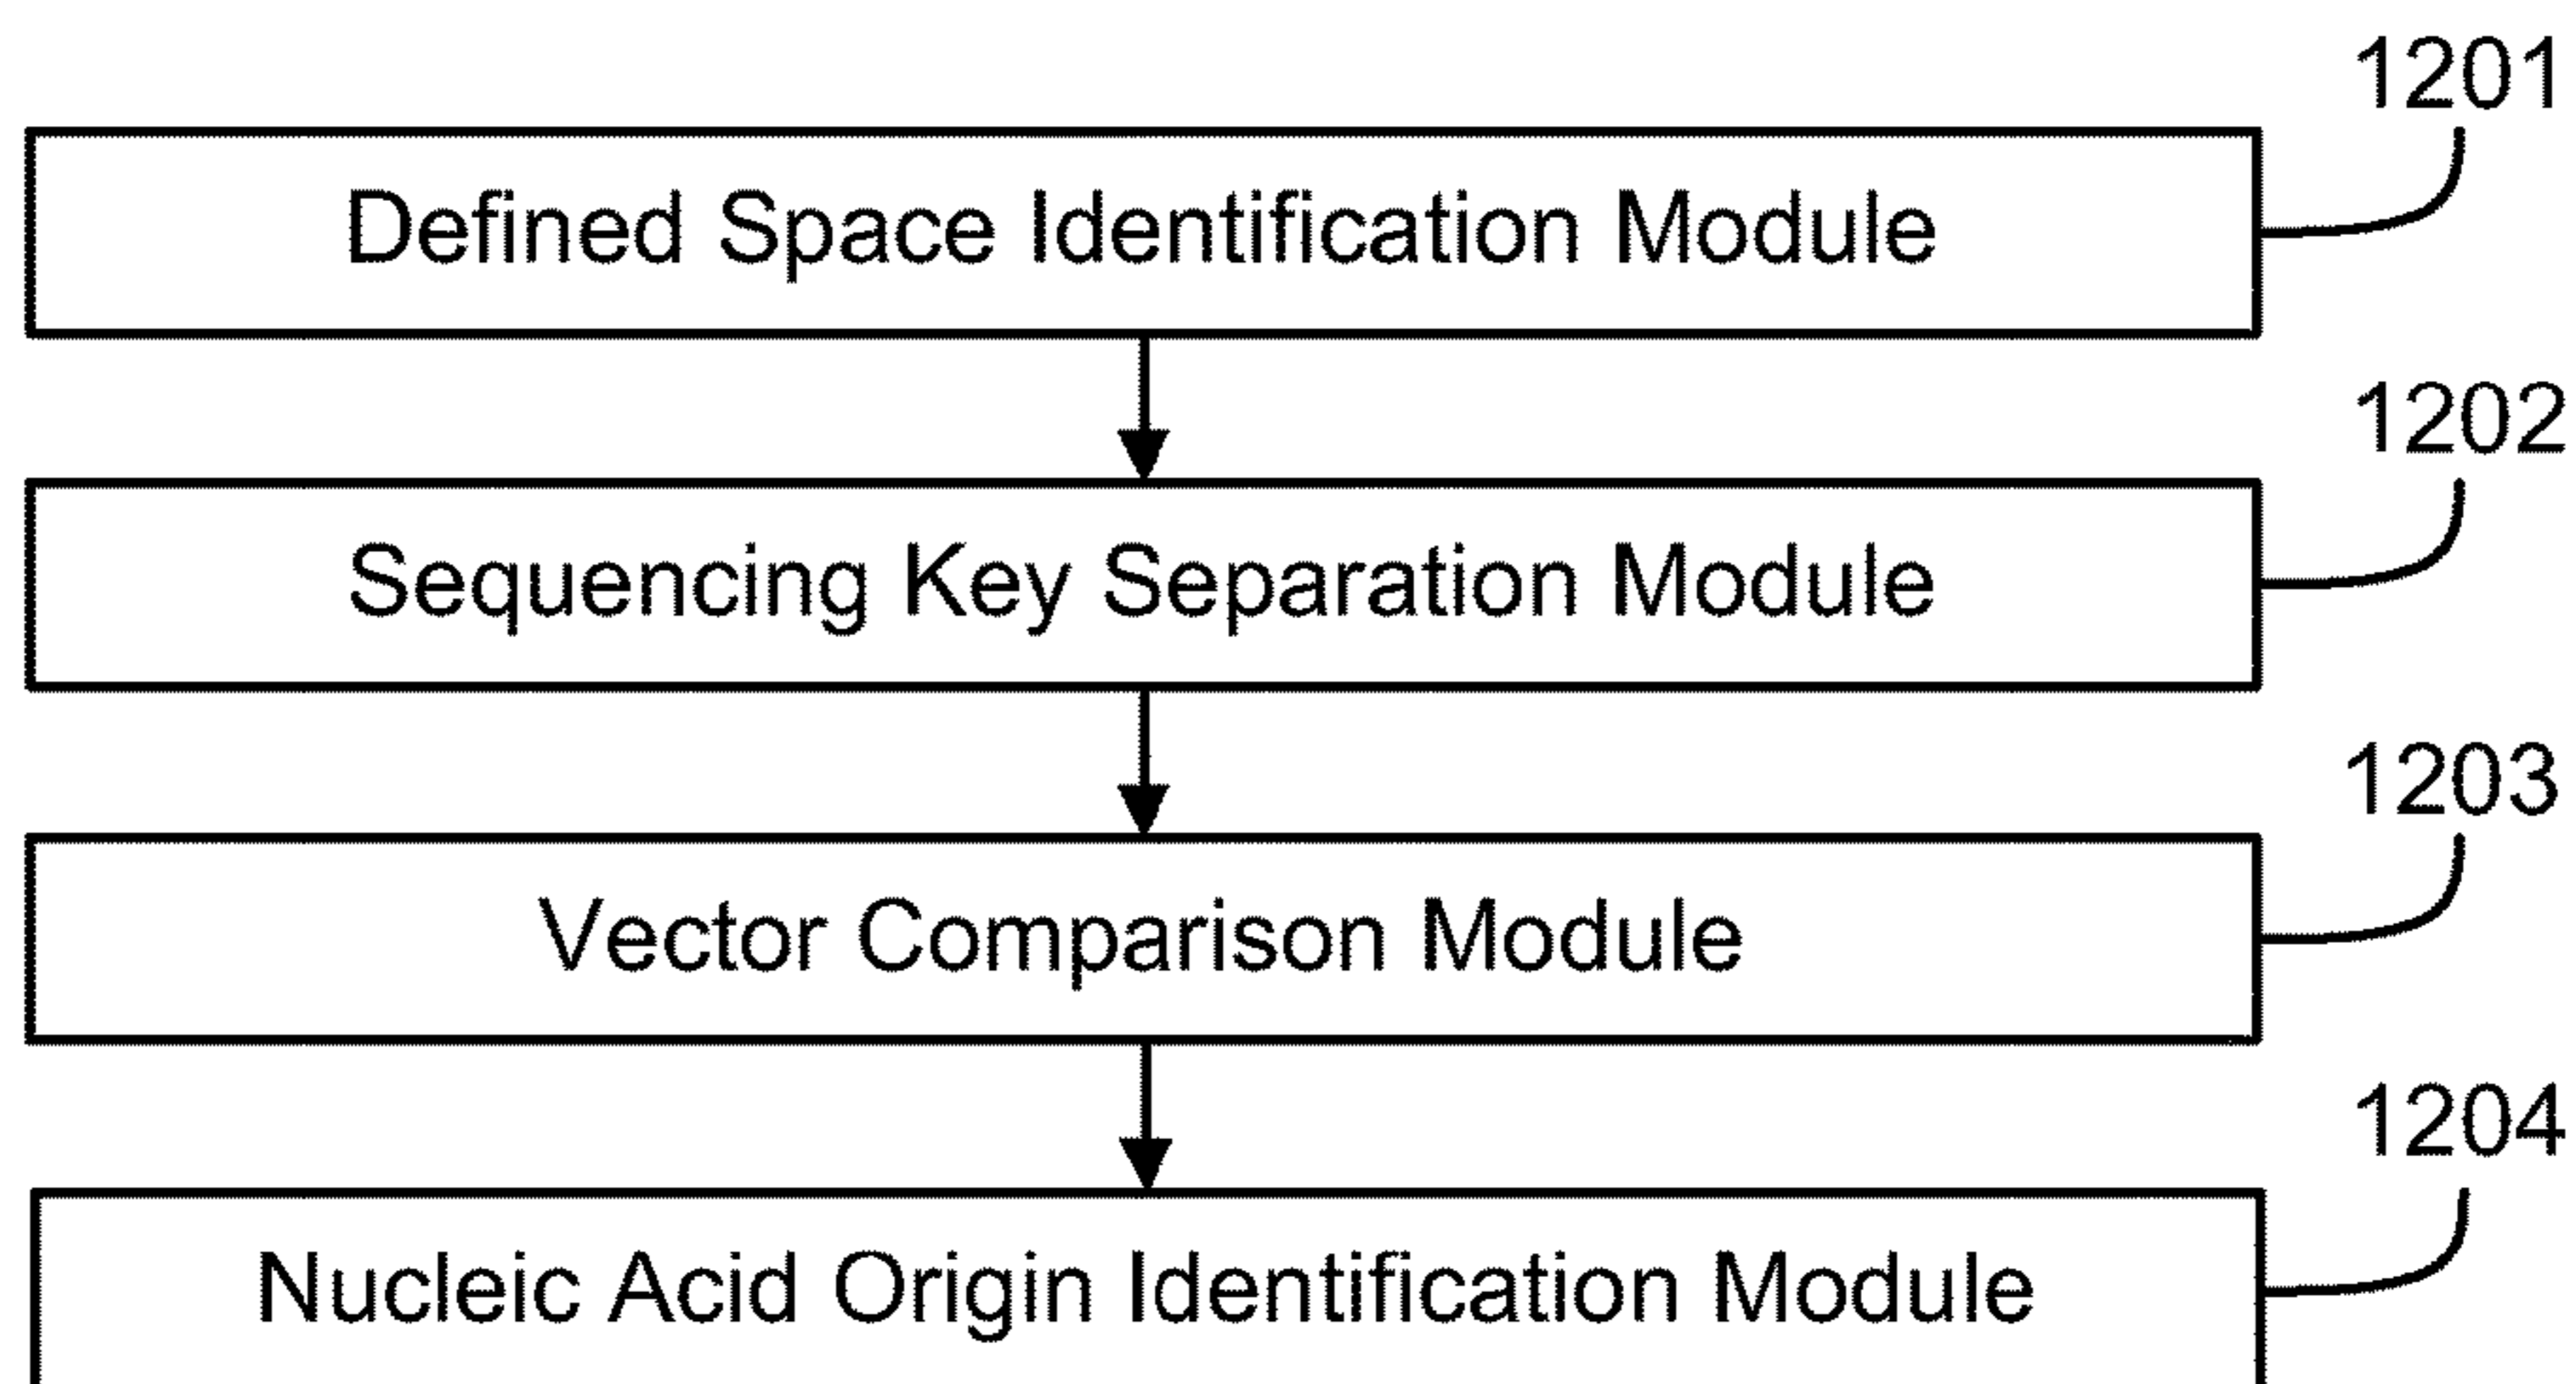 1201
Defined Space Identification Module
1202
Sequencing Key Separation Module
1203
Vector Comparison Module
1204
Nucleic Acid Origin Identification Module